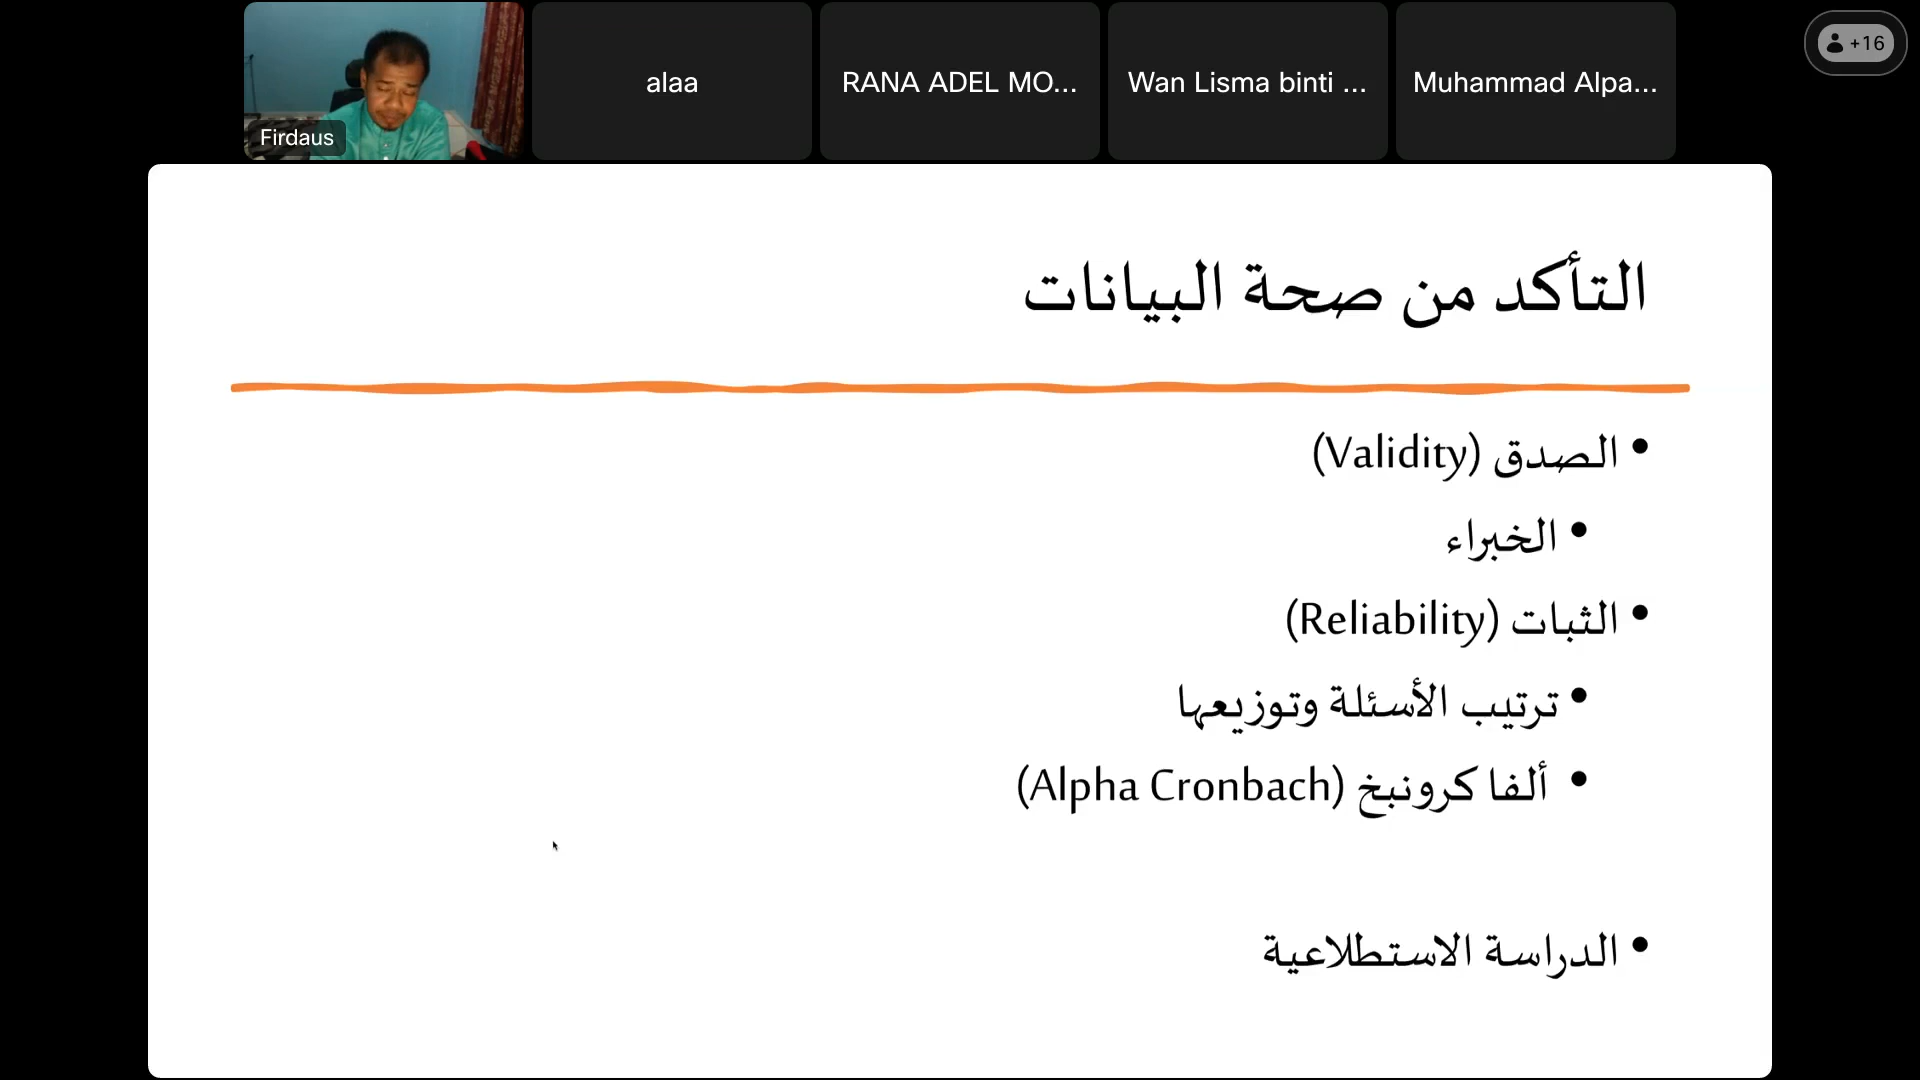 Firdaus
alaa
RANA ADEL MO...
Wan Lisma binti ...
Muhammad Alpa...
+16
التأكد من صحة البيانات
• الصدق (Validity)
• الخبراء
• الثبات (Reliability)
• ترتيب الأسئلة وتوزيعها
• ألفا كرونبخ (Alpha Cronbach)
• الدراسة الاستطلاعية